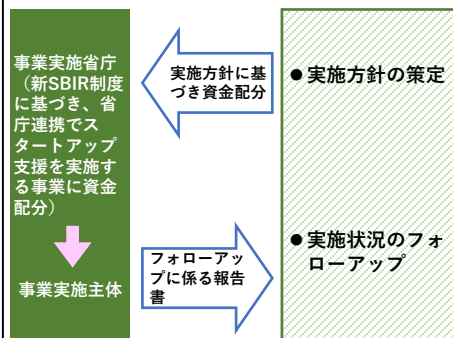 事業実施省庁
（新SBIR制度
に基づき、省
庁連携でス
タートアップ
支援を実施す
る事業に資金
配分）
事業実施主体
実施方針に基
づき資金配分
フォローアッ
プに係る報告
書
●実施方針の策定
●実施状況のフォ
ローアップ